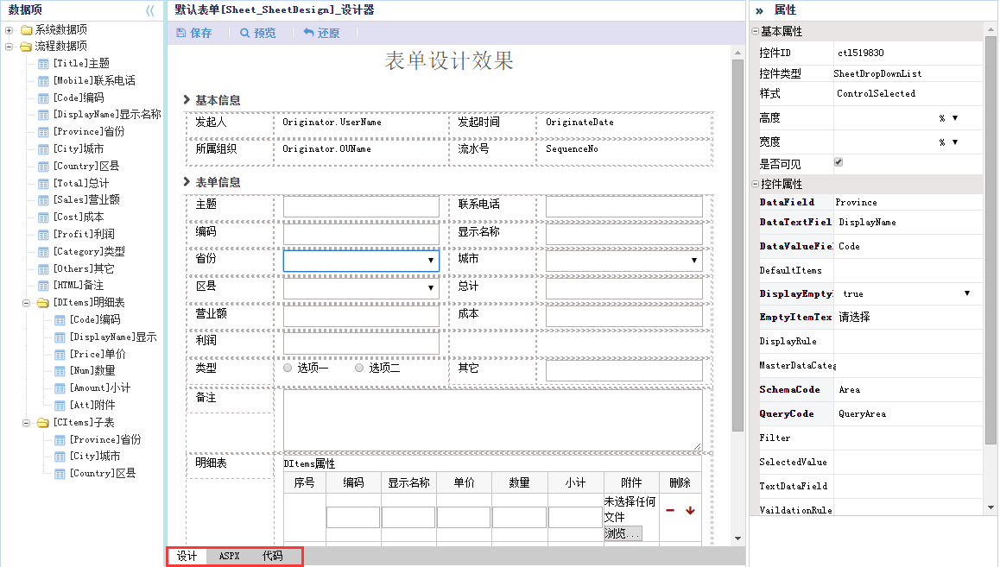 数据项
系统数据项
流程数据项
[Title]主题
[Mobile]联系电话
[Code]编码
[DisplayName]显示名称
[Province]省份
[City]城市
[Country]区县
[Total]总计
[Sales]营业额
[Cost]成本
[Profit]利润
[Category]类型
[Others]其它
[HTML]备注
[DItems]明细表
[Code]编码
[DisplayName]显示
[Price]单价
[Num]数量
[Amount]小计
[Att]附件
[CItems]子表
[Province]省份
[City]城市
[Country]区县
默认表单[Sheet_SheetDesign]_设计器
保存 预览 还原
表单设计效果
基本信息
发起人 Originator.UserName 发起时间 OriginateDate
所属组织 Originator.OUName 流水号 SequenceNo
表单信息
主题 联系电话
编码 显示名称
省份 城市
区县 总计
营业额 成本
利润
类型 选项一 选项二 其它
备注
明细表 DItems属性
序号 编码 显示名称 单价 数量 小计 附件 删除
未选择任何
文件
浏览...
设计 ASPX 代码
属性
基本属性
控件ID ctl519830
控件类型 SheetDropDownList
样式 ControlSelected
高度 %
宽度 %
是否可见
控件属性
DataField Province
DataTextFiel DisplayName
DataValueFie Code
DefaultItems
DisplayEmpty true
EmptyItemTex 请选择
DisplayRule
MasterDataCateg
SchemaCode Area
QueryCode QueryArea
Filter
SelectedValue
TextDataField
VaildationRule